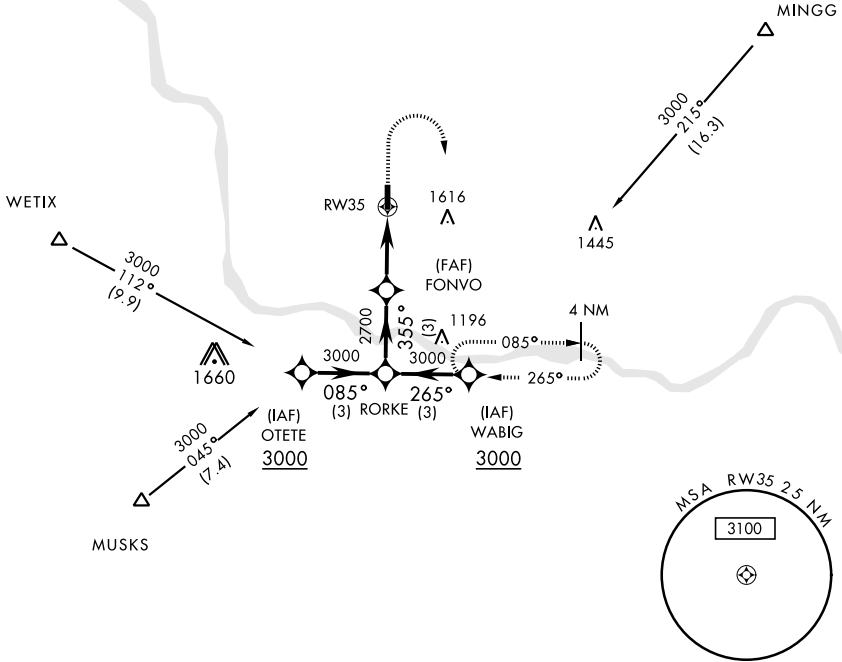 MINGG
3000
215°
(16.3)
RW35
1616
1445
WETIX
3000
112°
(9.9)
(FAF)
FONVO
4 NM
2700
355°
(3)
1196
085°
1660
3000
3000
265°
085°
(3)
RORKE
265°
(3)
(IAF)
OTETE
3000
(IAF)
WABIG
3000
3000
045°
(7.4)
MUSKS
MSA RW35 25 NM
3100